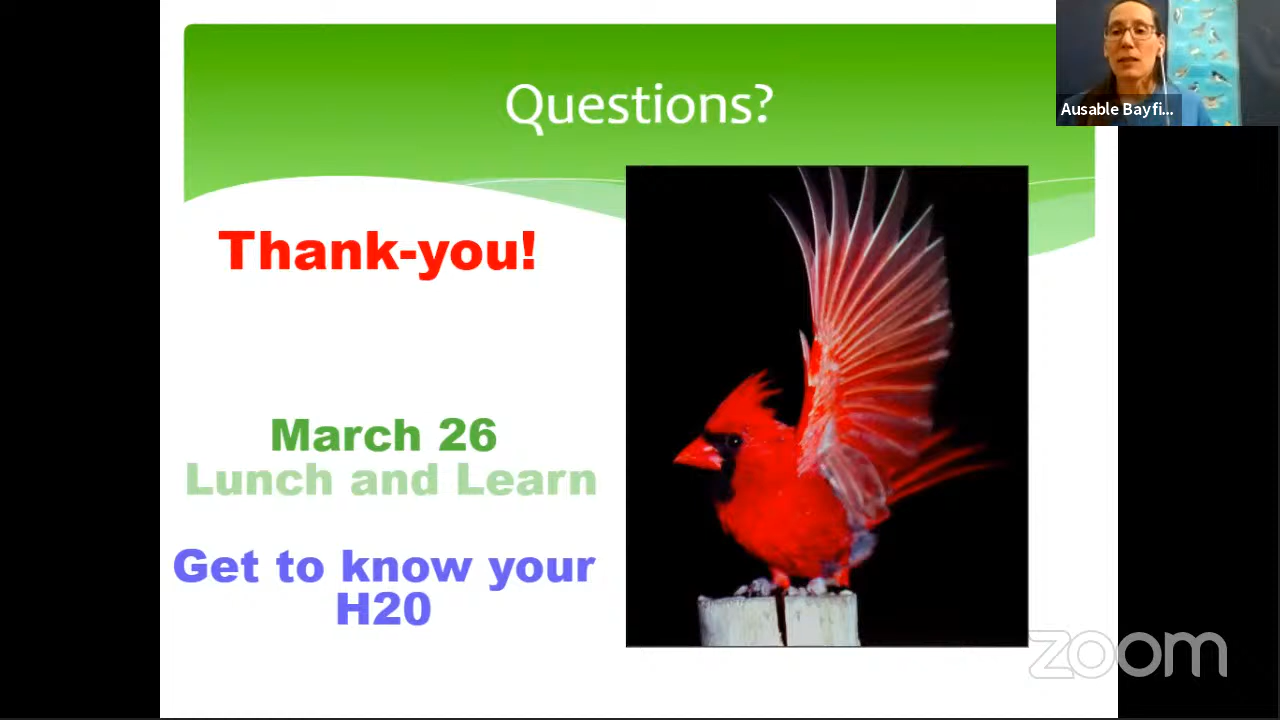 Questions?
Ausable Bayfi...
Thank-you!
March 26
Lunch and Learn
Get to know your
H20
zoom